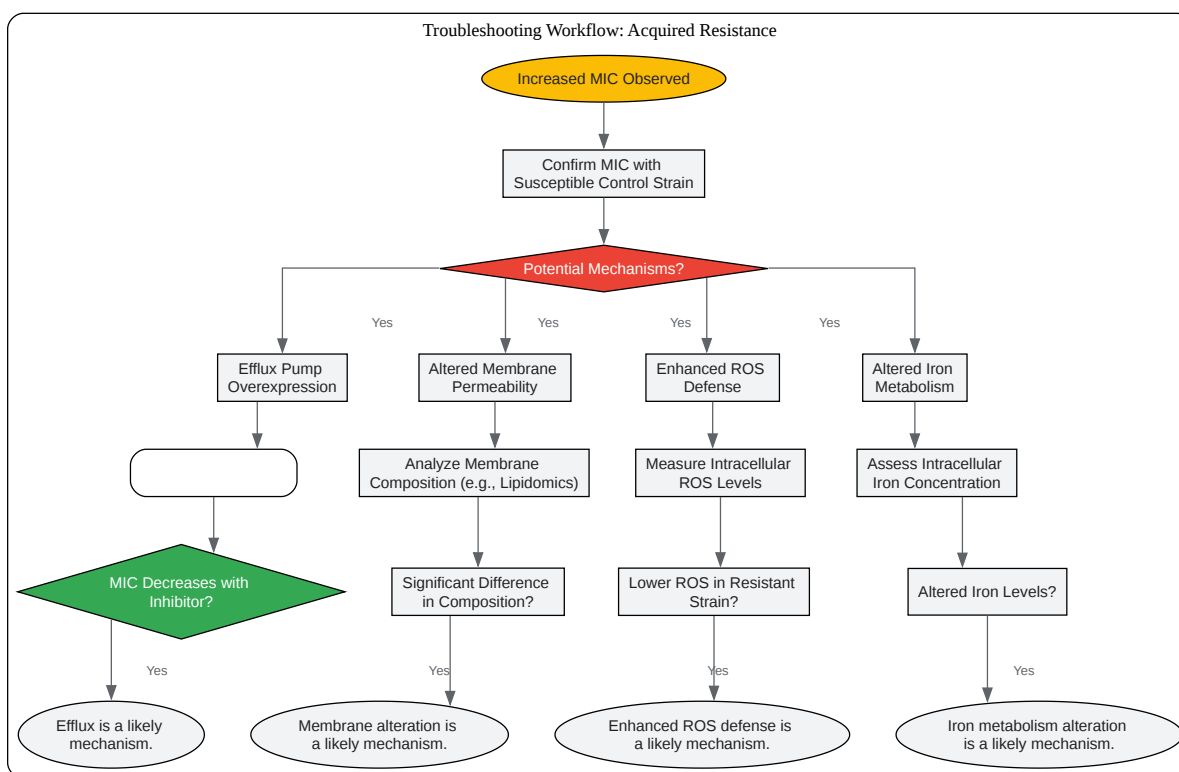 Troubleshooting Workflow: Acquired Resistance
Increased MIC Observed
Confirm MIC with
Susceptible Control Strain
Potential Mechanisms?
Yes
Yes
Yes
Yes
Efflux Pump
Overexpression
Altered Membrane
Permeability
Enhanced ROS
Defense
Altered Iron
Metabolism
Analyze Membrane
Composition (e.g., Lipidomics)
Measure Intracellular
ROS Levels
Assess Intracellular
Iron Concentration
MIC Decreases with
Inhibitor?
Significant Difference
in Composition?
Lower ROS in Resistant
Strain?
Altered Iron Levels?
Yes
Yes
Yes
Yes
Efflux is a likely
mechanism.
Membrane alteration is
a likely mechanism.
Enhanced ROS defense is
a likely mechanism.
Iron metabolism alteration
is a likely mechanism.